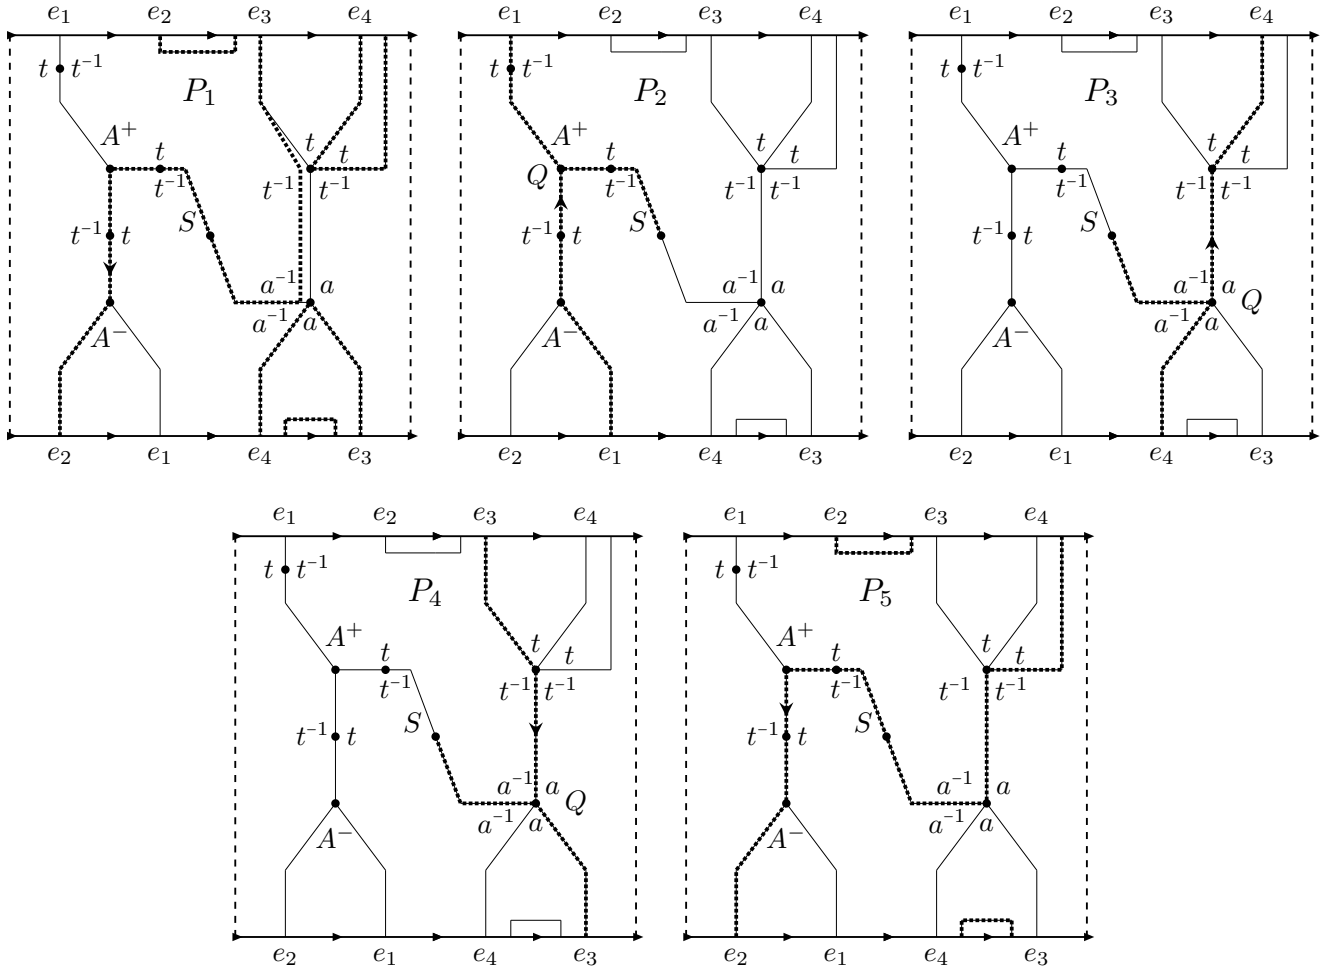 e₁ e₂ e₃ e₄ e₁ e₂ e₃ e₄ e₁ e₂ e₃ e₄
t t⁻¹ P₁ t t⁻¹ P₂ t t⁻¹ P₃
A⁺ t t t A⁺ t t t A⁺ t t t
t⁻¹ t⁻¹ t⁻¹ Q t⁻¹ t⁻¹ t⁻¹ t⁻¹ t⁻¹ t⁻¹
t⁻¹ t S t⁻¹ t S t⁻¹ t S
a⁻¹ a a⁻¹ a a⁻¹ a Q
A⁻ a⁻¹ a A⁻ a⁻¹ a A⁻ a⁻¹ a
e₂ e₁ e₄ e₃ e₂ e₁ e₄ e₃ e₂ e₁ e₄ e₃
e₁ e₂ e₃ e₄ e₁ e₂ e₃ e₄
t t⁻¹ P₄ t t⁻¹ P₅
A⁺ t t t A⁺ t t t
t⁻¹ t⁻¹ t⁻¹ t⁻¹ t⁻¹ t⁻¹
t⁻¹ t S t⁻¹ t S
a⁻¹ a Q a⁻¹ a
A⁻ a⁻¹ a A⁻ a⁻¹ a
e₂ e₁ e₄ e₃ e₂ e₁ e₄ e₃